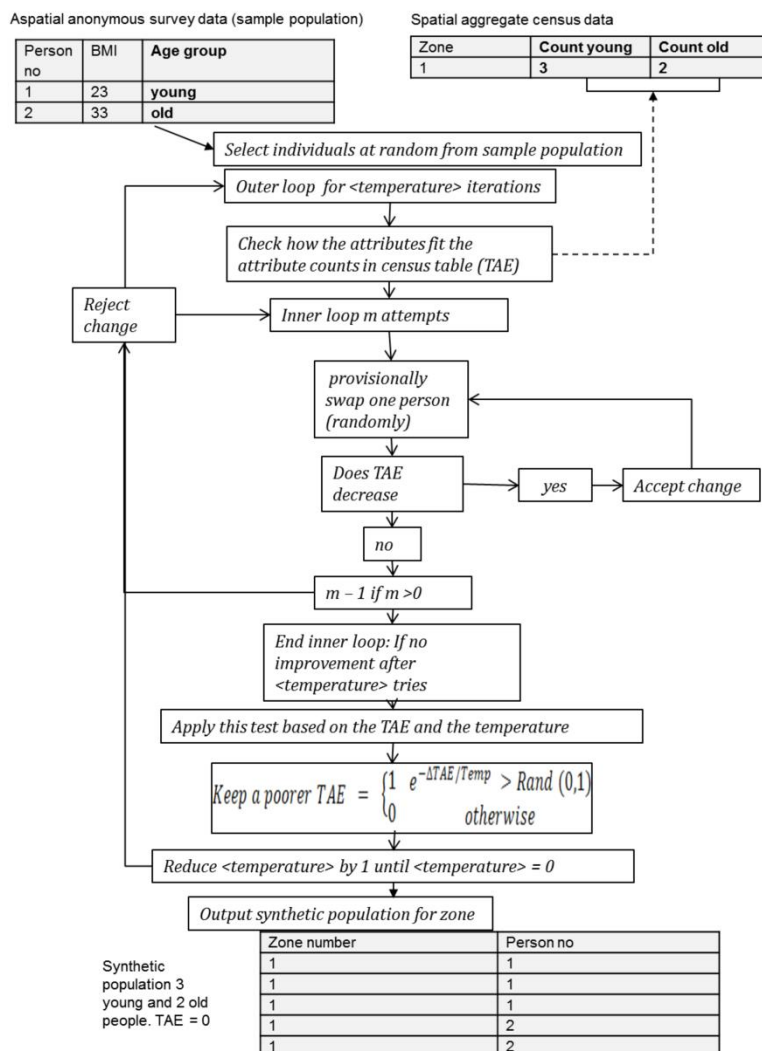 Aspatial anonymous survey data (sample population)
Spatial aggregate census data
Person no BMI Age group
1 23 young
2 33 old
Zone Count young Count old
1 3 2
Select individuals at random from sample population
Outer loop for <temperature> iterations
Check how the attributes fit the
attribute counts in census table (TAE)
Reject
change
Inner loop m attempts
provisionally
swap one person
(randomly)
Does TAE
decrease
yes
Accept change
no
m – 1 if m >0
End inner loop: If no
improvement after
<temperature> tries
Apply this test based on the TAE and the temperature
Keep a poorer TAE = {1 e^{-ΔTAE/Temp} > Rand (0,1)
0 otherwise
Reduce <temperature> by 1 until <temperature> = 0
Output synthetic population for zone
Synthetic
population 3
young and 2 old
people. TAE = 0
Zone number Person no
1 1
1 1
1 1
1 2
1 2